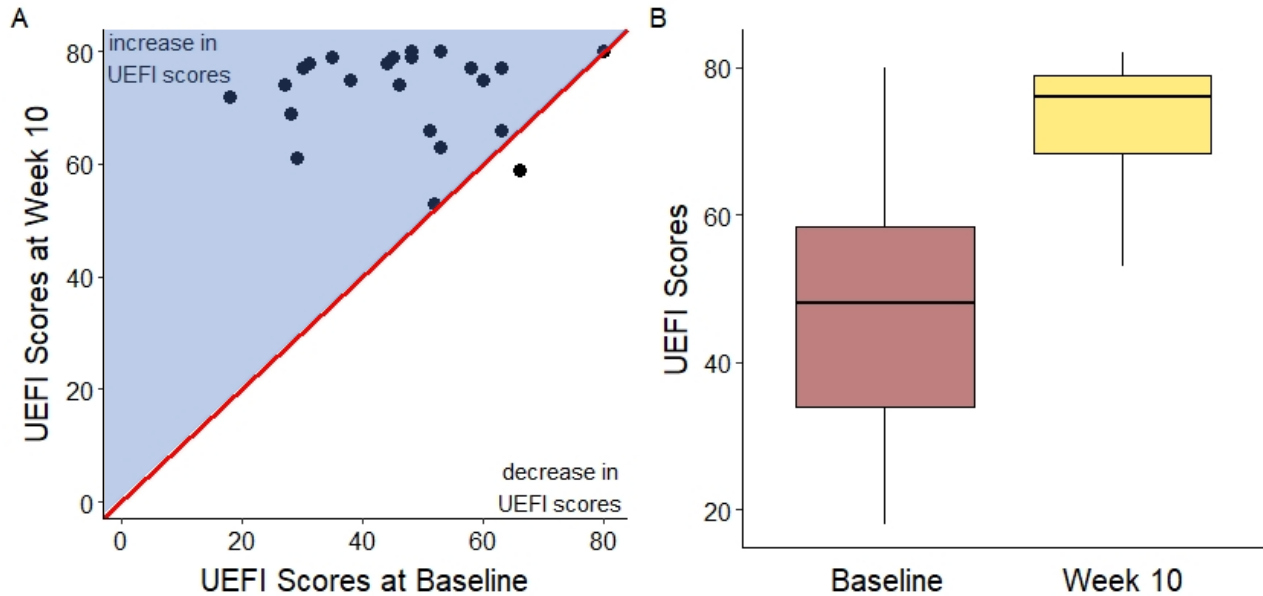 A
increase in
UEFI scores
80
60
40
20
0
UEFI Scores at Week 10
decrease in
UEFI scores
0 20 40 60 80
UEFI Scores at Baseline
B
80
60
40
20
UEFI Scores
Baseline Week 10